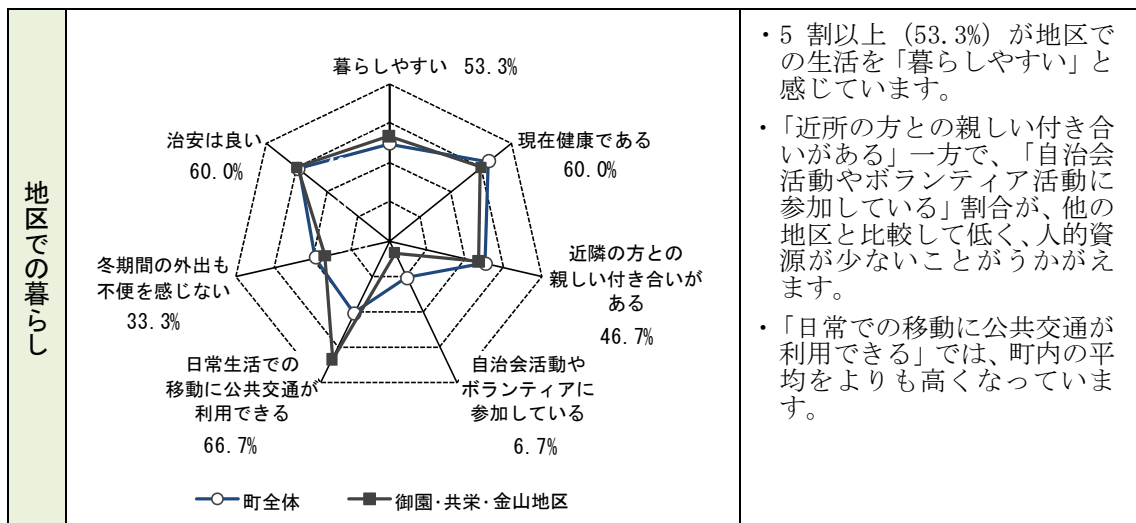 地区での暮らし
暮らしやすい 53.3%
現在健康である
60.0%
近隣の方との
親しい付き合いが
ある
46.7%
自治会活動や
ボランティアに
参加している
6.7%
日常生活での
移動に公共交通が
利用できる
66.7%
冬期間の外出も
不便を感じない
33.3%
治安は良い
60.0%
町全体
御園・共栄・金山地区
・5 割以上（53.3%）が地区で
の生活を「暮らしやすい」と
感じています。
・「近所の方との親しい付き合
いがある」一方で、「自治会
活動やボランティア活動に
参加している」割合が、他の
地区と比較して低く、人的資
源が少ないことがうかがえ
ます。
・「日常での移動に公共交通が
利用できる」では、町内の平
均をよりも高くなっていま
す。